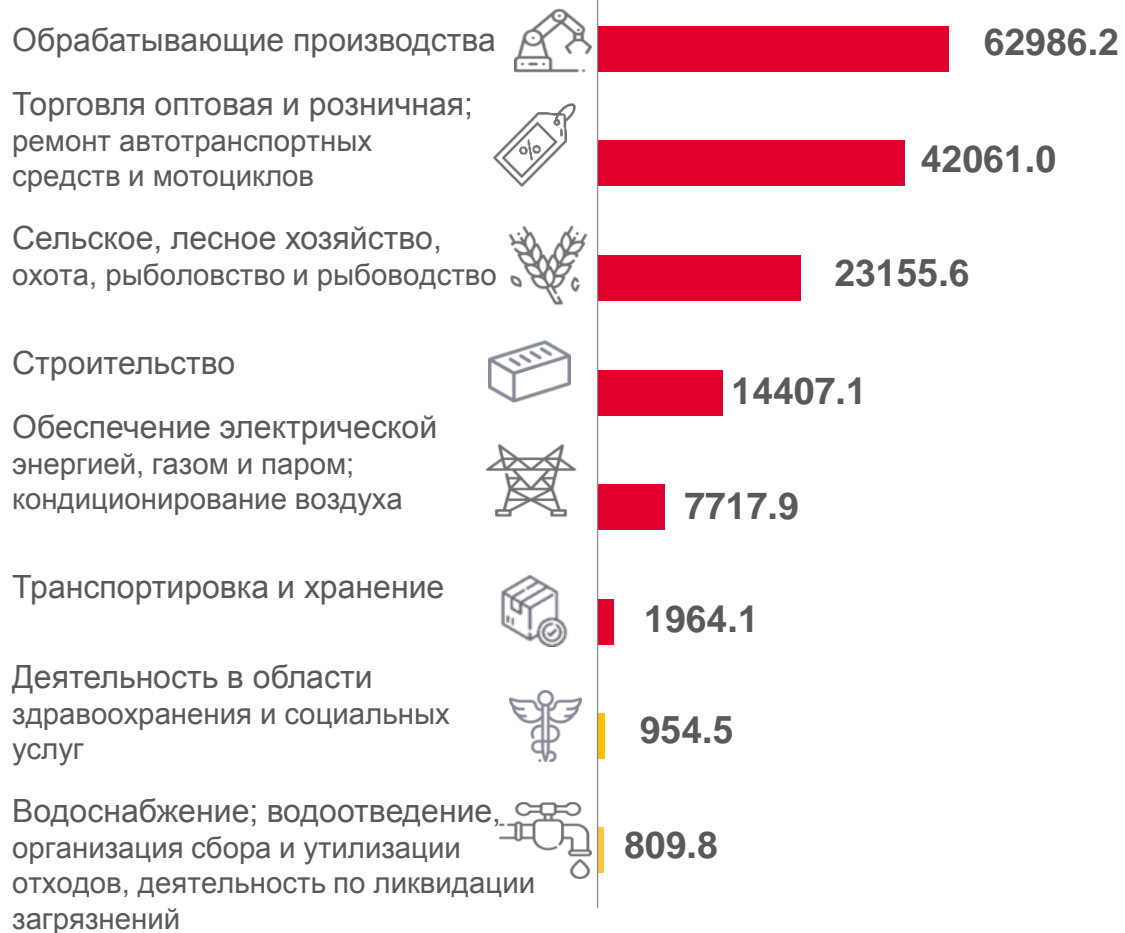 Обрабатывающие производства
62986.2
Торговля оптовая и розничная;
ремонт автотранспортных
средств и мотоциклов
%
42061.0
Сельское, лесное хозяйство,
охота, рыболовство и рыбоводство
23155.6
Строительство
14407.1
Обеспечение электрической
энергией, газом и паром;
кондиционирование воздуха
7717.9
Транспортировка и хранение
1964.1
Деятельность в области
здравоохранения и социальных
услуг
954.5
Водоснабжение; водоотведение,
организация сбора и утилизации
отходов, деятельность по ликвидации
загрязнений
809.8